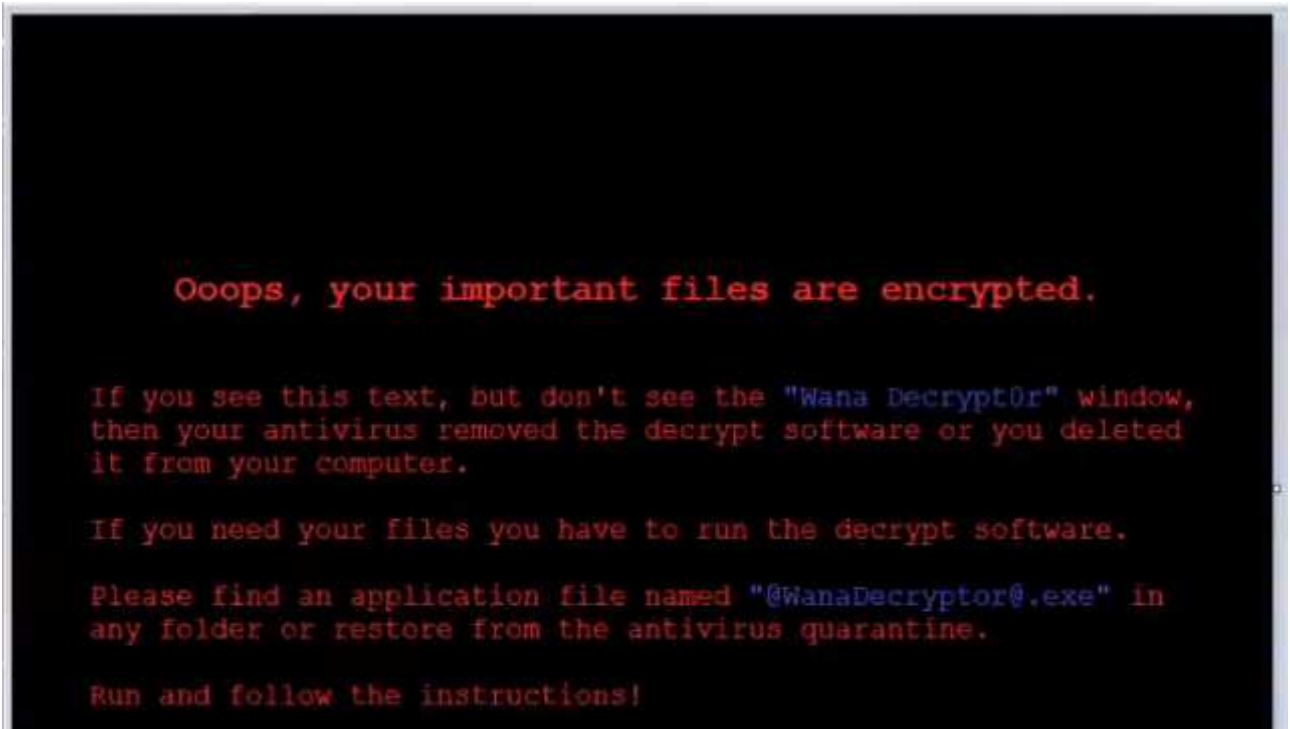 Ooops, your important files are encrypted.
If you see this text, but don't see the "Wana Decrypt0r" window,
then your antivirus removed the decrypt software or you deleted
it from your computer.
If you need your files you have to run the decrypt software.
Please find an application file named "@WanaDecryptor@.exe" in
any folder or restore from the antivirus quarantine.
Run and follow the instructions!